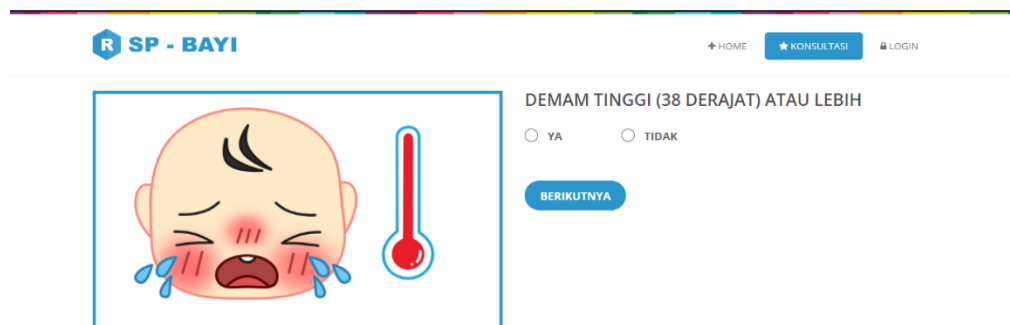 R SP - BAYI
HOME KONSULTASI LOGIN
DEMAM TINGGI (38 DERAJAT) ATAU LEBIH
YA TIDAK
BERIKUTNYA